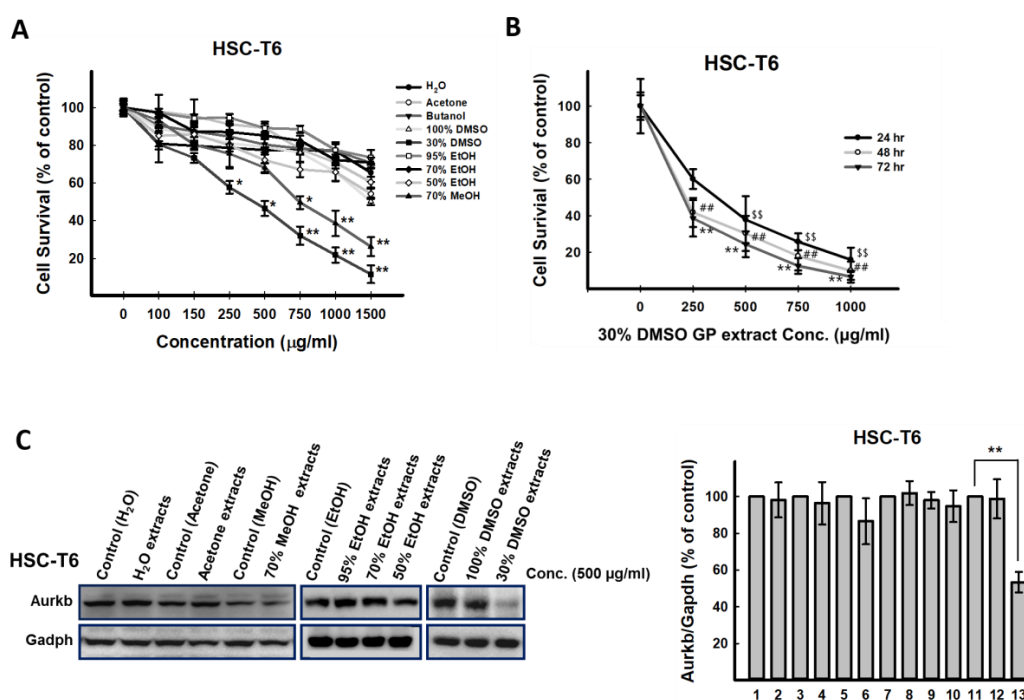 A
HSC-T6
Cell Survival (% of control)
100
80
60
40
20
0 100 150 250 500 750 1000 1500
Concentration (μg/ml)
H2O
Acetone
Butanol
100% DMSO
30% DMSO
95% EtOH
70% EtOH
50% EtOH
70% MeOH
*
*
*
**
**
**
**
**
B
HSC-T6
Cell Survirial (% of control)
100
80
60
40
20
0 250 500 750 1000
30% DMSO GP extract Conc. (μg/ml)
24 hr
48 hr
72 hr
##
**
$$
##
**
$$
##
**
$$
##
**
C
HSC-T6
Control (H2O)
H2O extracts
Control (Acetone)
Acetone extracts
Control (MeOH)
70% MeOH extracts
Control (EtOH)
95% EtOH extracts
70% EtOH extracts
50% EtOH extracts
Control (DMSO)
100% DMSO extracts
30% DMSO extracts
Conc. (500 μg/ml)
Aurkb
Gadph
HSC-T6
Aurkb/Gapdh (% of control)
100
80
60
40
20
**
1 2 3 4 5 6 7 8 9 10 11 12 13